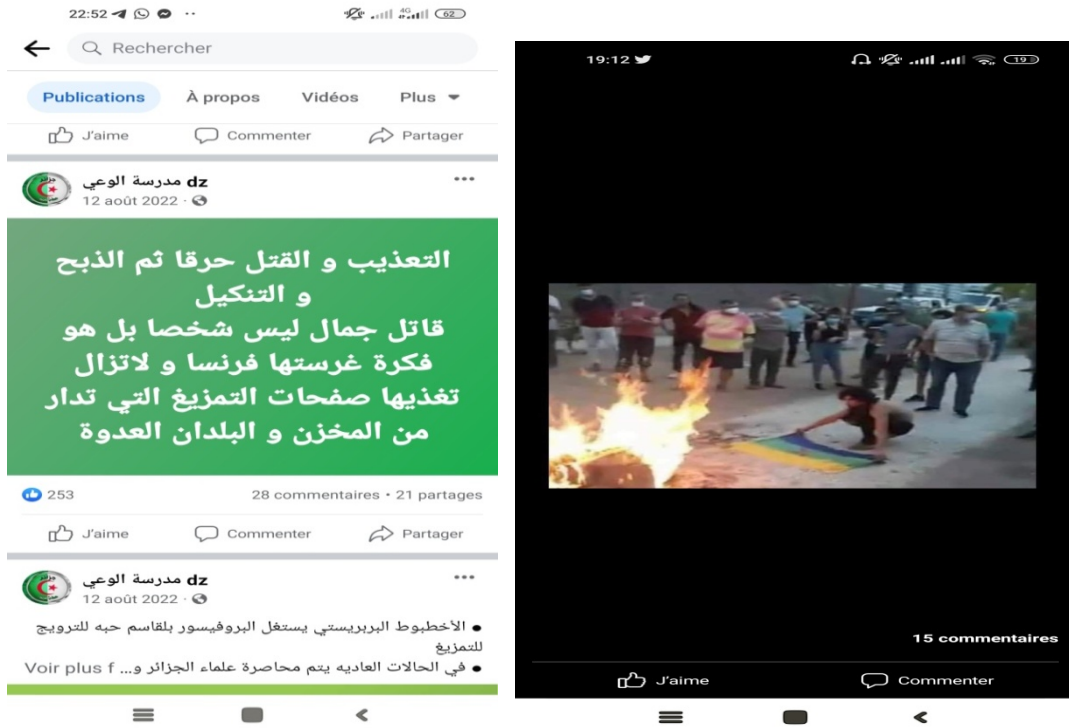 22:52
4G
62
Rechercher
Publications
À propos
Vidéos
Plus
J'aime
Commenter
Partager
مدرسة الوعي dz
12 août 2022
التعذيب و القتل حرقا ثم الذبح
و التنكيل
قاتل جمال ليس شخصا بل هو
فكرة غرستها فرنسا و لاتزال
تغذيها صفحات التمزيغ التي تدار
من المخزن و البلدان العدوة
253
28 commentaires • 21 partages
J'aime
Commenter
Partager
مدرسة الوعي dz
12 août 2022
● الأخطبوط البربريستي يستغل البروفيسور بلقاسم حبه للترويج
للتمزيغ
● في الحالات العاديه يتم محاصرة علماء الجزائر و... Voir plus f
19:12
19
15 commentaires
J'aime
Commenter